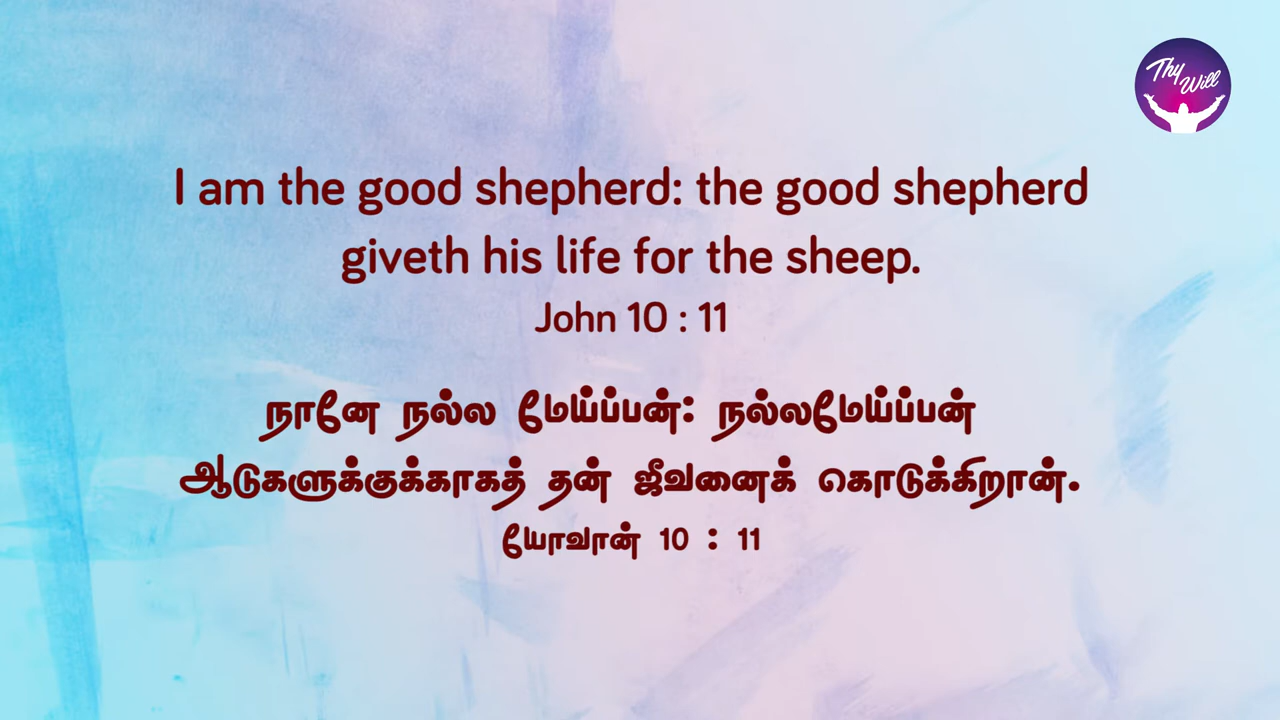 Thy
Will
I am the good shepherd: the good shepherd
giveth his life for the sheep.
John 10 : 11
நானே நல்ல மேய்ப்பன்: நல்லமேய்ப்பன்
ஆடுகளுக்குக்காகத் தன் ஜீவனைக் கொடுக்கிறான்.
யோவான் 10 : 11